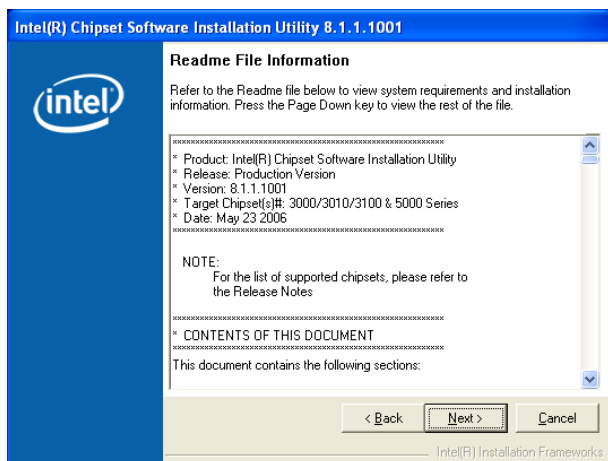 Intel(R) Chipset Software Installation Utility 8.1.1.1001
intel
Readme File Information
Refer to the Readme file below to view system requirements and installation
information. Press the Page Down key to view the rest of the file.
************************************************************
* Product: Intel(R) Chipset Software Installation Utility
* Release: Production Version
* Version: 8.1.1.1001
* Target Chipset(s)#: 3000/3010/3100 & 5000 Series
* Date: May 23 2006
************************************************************
NOTE:
For the list of supported chipsets, please refer to
the Release Notes
************************************************************
* CONTENTS OF THIS DOCUMENT
************************************************************
This document contains the following sections:
< Back
Next >
Cancel
Intel(R) Installation Frameworks